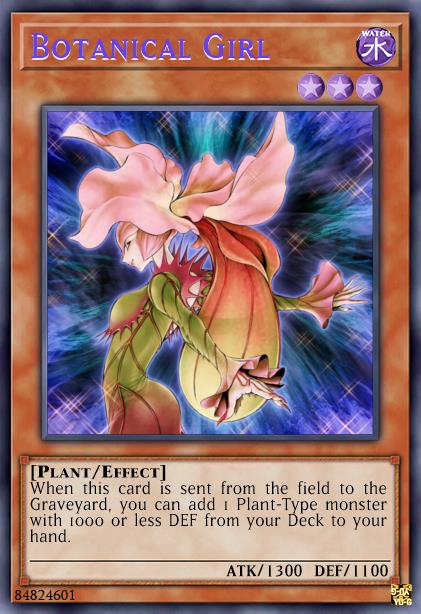 Botanical Girl
WATER
水
[Plant/Effect]
When this card is sent from the field to the
Graveyard, you can add 1 Plant-Type monster
with 1000 or less DEF from your Deck to your
hand.
ATK/1300 DEF/1100
84824601